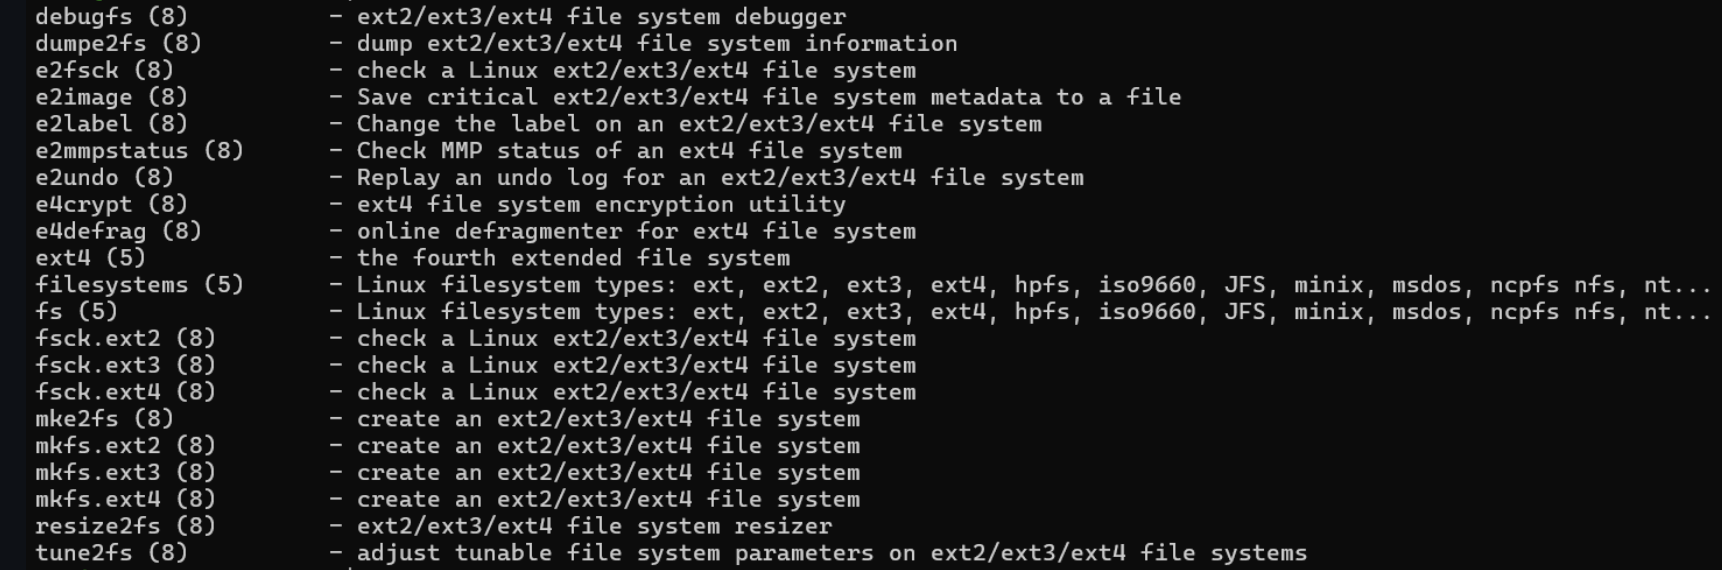 debugfs (8)          - ext2/ext3/ext4 file system debugger
dumpe2fs (8)         - dump ext2/ext3/ext4 file system information
e2fsck (8)           - check a Linux ext2/ext3/ext4 file system
e2image (8)          - Save critical ext2/ext3/ext4 file system metadata to a file
e2label (8)          - Change the label on an ext2/ext3/ext4 file system
e2mmpstatus (8)      - Check MMP status of an ext4 file system
e2undo (8)           - Replay an undo log for an ext2/ext3/ext4 file system
e4crypt (8)          - ext4 file system encryption utility
e4defrag (8)         - online defragmenter for ext4 file system
ext4 (5)             - the fourth extended file system
filesystems (5)      - Linux filesystem types: ext, ext2, ext3, ext4, hpfs, iso9660, JFS, minix, msdos, ncpfs nfs, nt...
fs (5)               - Linux filesystem types: ext, ext2, ext3, ext4, hpfs, iso9660, JFS, minix, msdos, ncpfs nfs, nt...
fsck.ext2 (8)        - check a Linux ext2/ext3/ext4 file system
fsck.ext3 (8)        - check a Linux ext2/ext3/ext4 file system
fsck.ext4 (8)        - check a Linux ext2/ext3/ext4 file system
mke2fs (8)           - create an ext2/ext3/ext4 file system
mkfs.ext2 (8)        - create an ext2/ext3/ext4 file system
mkfs.ext3 (8)        - create an ext2/ext3/ext4 file system
mkfs.ext4 (8)        - create an ext2/ext3/ext4 file system
resize2fs (8)        - ext2/ext3/ext4 file system resizer
tune2fs (8)          - adjust tunable file system parameters on ext2/ext3/ext4 file systems